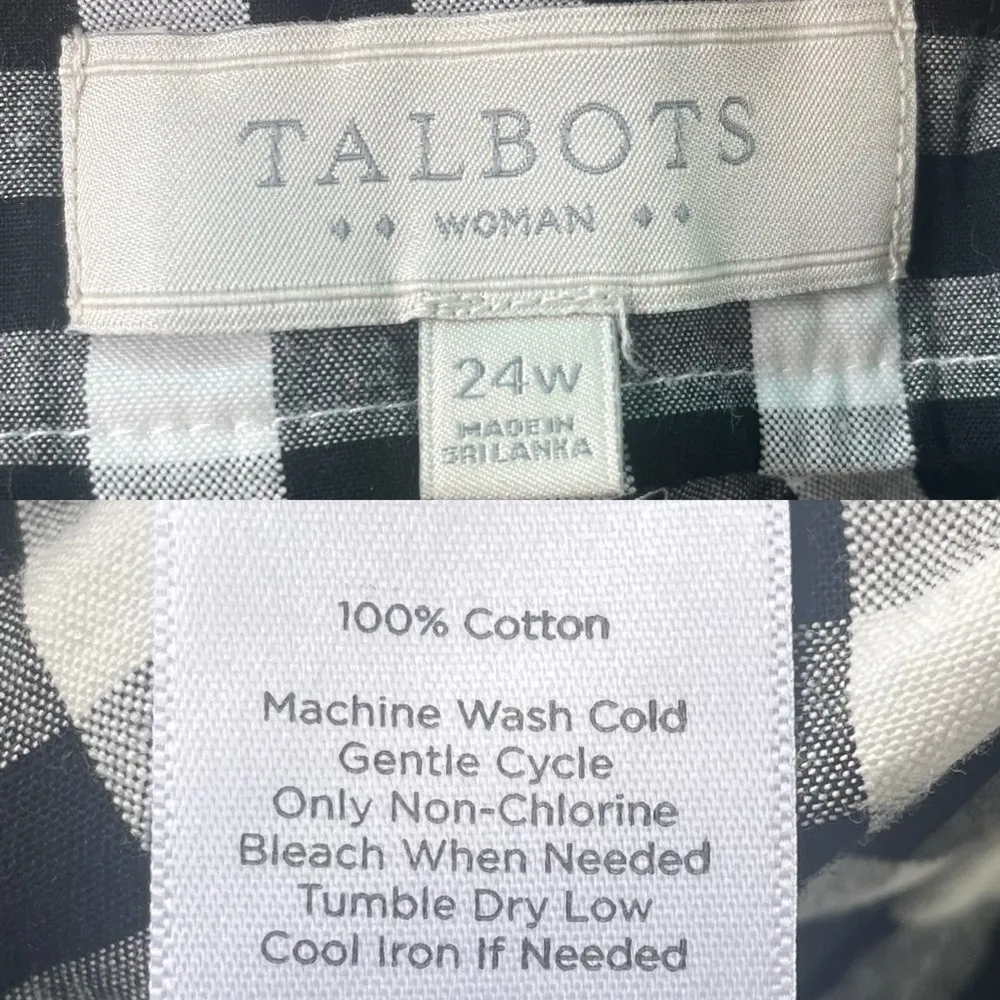 TALBOTS
WOMAN
24W
MADE IN
SRI LANKA
100% Cotton
Machine Wash Cold
Gentle Cycle
Only Non-Chlorine
Bleach When Needed
Tumble Dry Low
Cool Iron If Needed